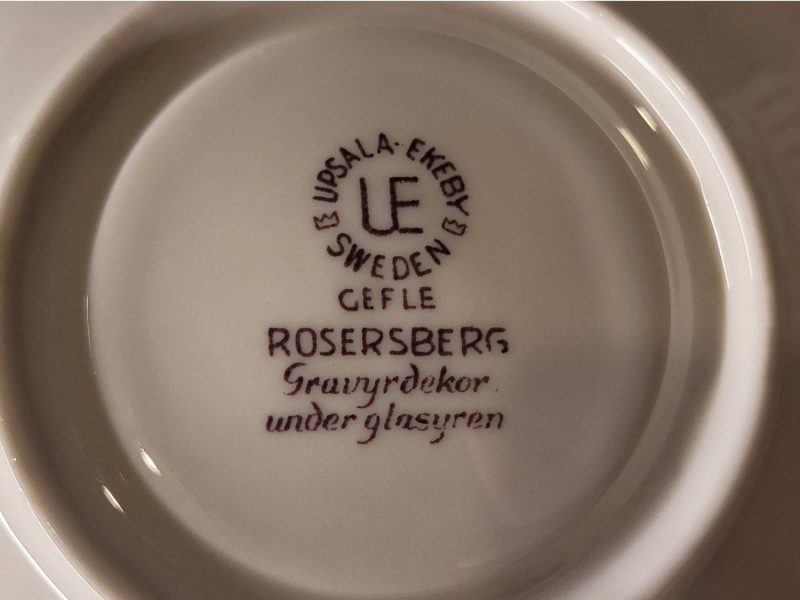 UPSALA-EKEBY
UE
SWEDEN
GEFLE
ROSERSBERG
Gravyrdekor
under glasyren